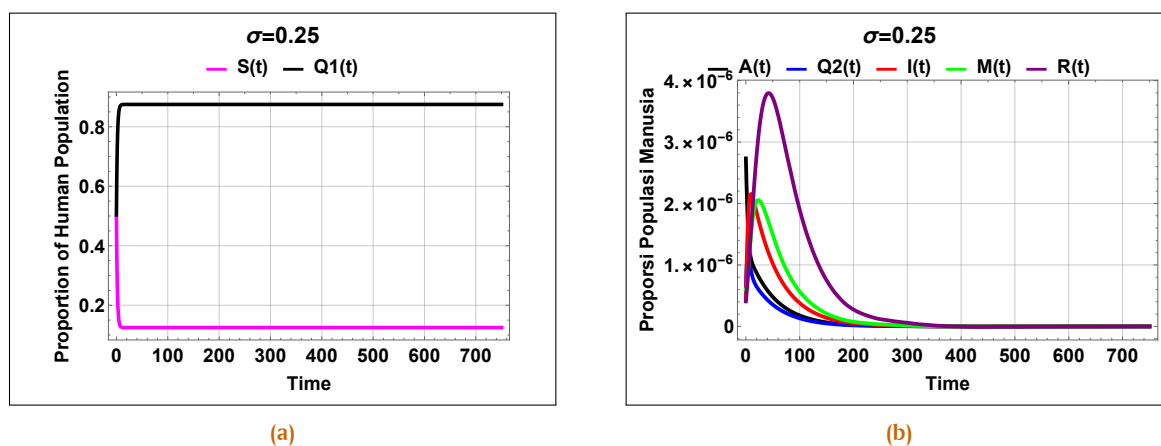 σ=0.25
S(t) Q1(t)
Proportion of Human Population
0.8
0.6
0.4
0.2
0 100 200 300 400 500 600 700
Time
(a)
σ=0.25
A(t) Q2(t) I(t) M(t) R(t)
Proporsi Populasi Manusia
4.×10⁻⁶
3.×10⁻⁶
2.×10⁻⁶
1.×10⁻⁶
0
0 100 200 300 400 500 600 700
Time
(b)